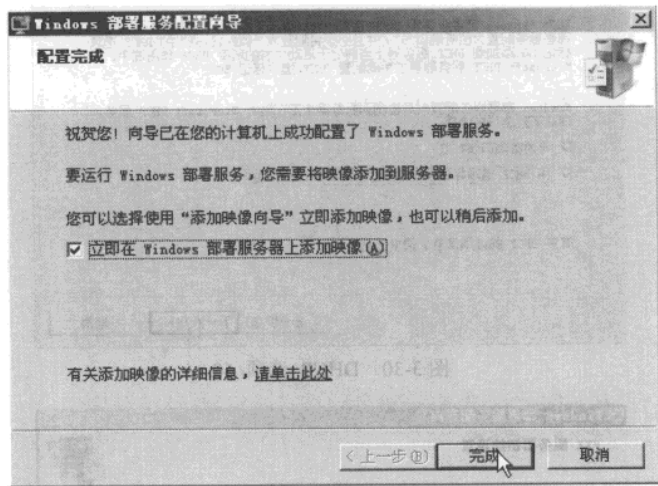 Windows 部署服务配置向导
配置完成
祝贺您！向导已在您的计算机上成功配置了 Windows 部署服务。
要运行 Windows 部署服务，您需要将映像添加到服务器。
您可以选择使用“添加映像向导”立即添加映像，也可以稍后添加。
立即在 Windows 部署服务器上添加映像(A)
有关添加映像的详细信息，请单击此处
< 上一步(B)
完成
取消